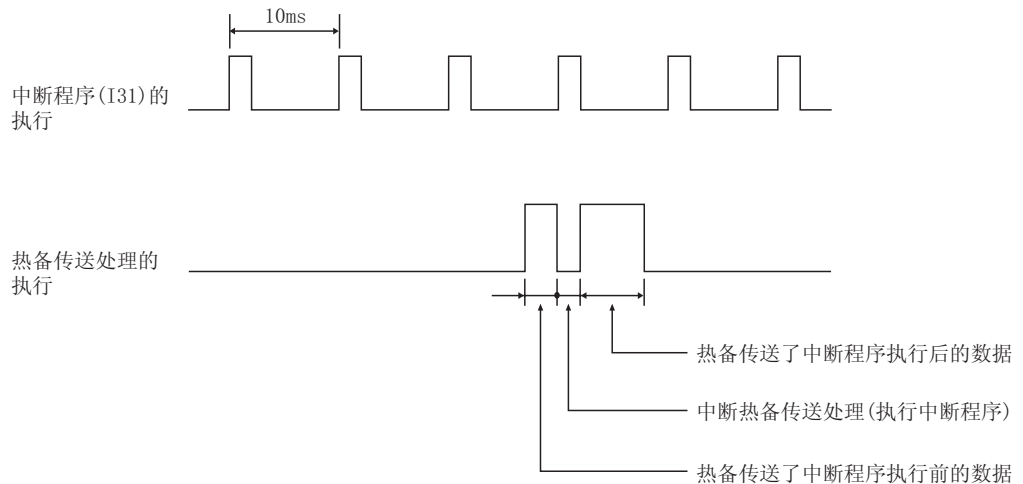 10ms
中断程序(I31)的
执行
热备传送处理的
执行
热备传送了中断程序执行后的数据
中断热备传送处理(执行中断程序)
热备传送了中断程序执行前的数据